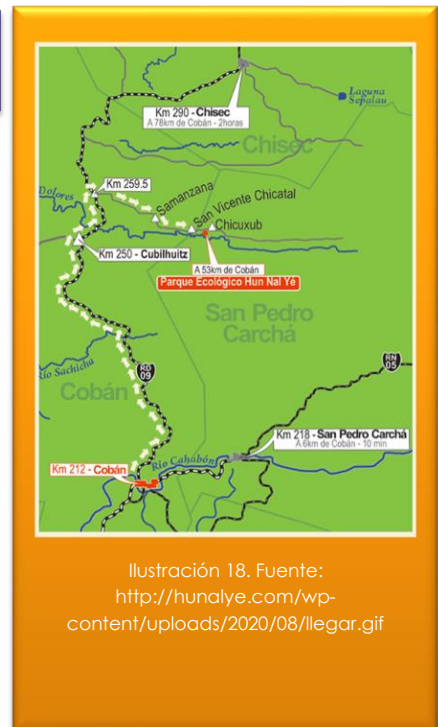 Laguna
Sepalau
Km 290 - Chisec
A 78km de Cobán - 2horas
Chisec
Km 259.5
Dolores
Samanzana
San Vicente Chicatal
Chicuxub
Km 250 - Cubilhuitz
A 53km de Cobán
Parque Ecológico Hun Nal Yé
San Pedro
Carchá
Río Sachicha
Cobán
RD
09
RN
05
Km 218 - San Pedro Carchá
A 6km de Cobán - 10 min
Río Cahabón
Km 212 - Cobán
Ilustración 18. Fuente:
http://hunalye.com/wp-
content/uploads/2020/08/llegar.gif